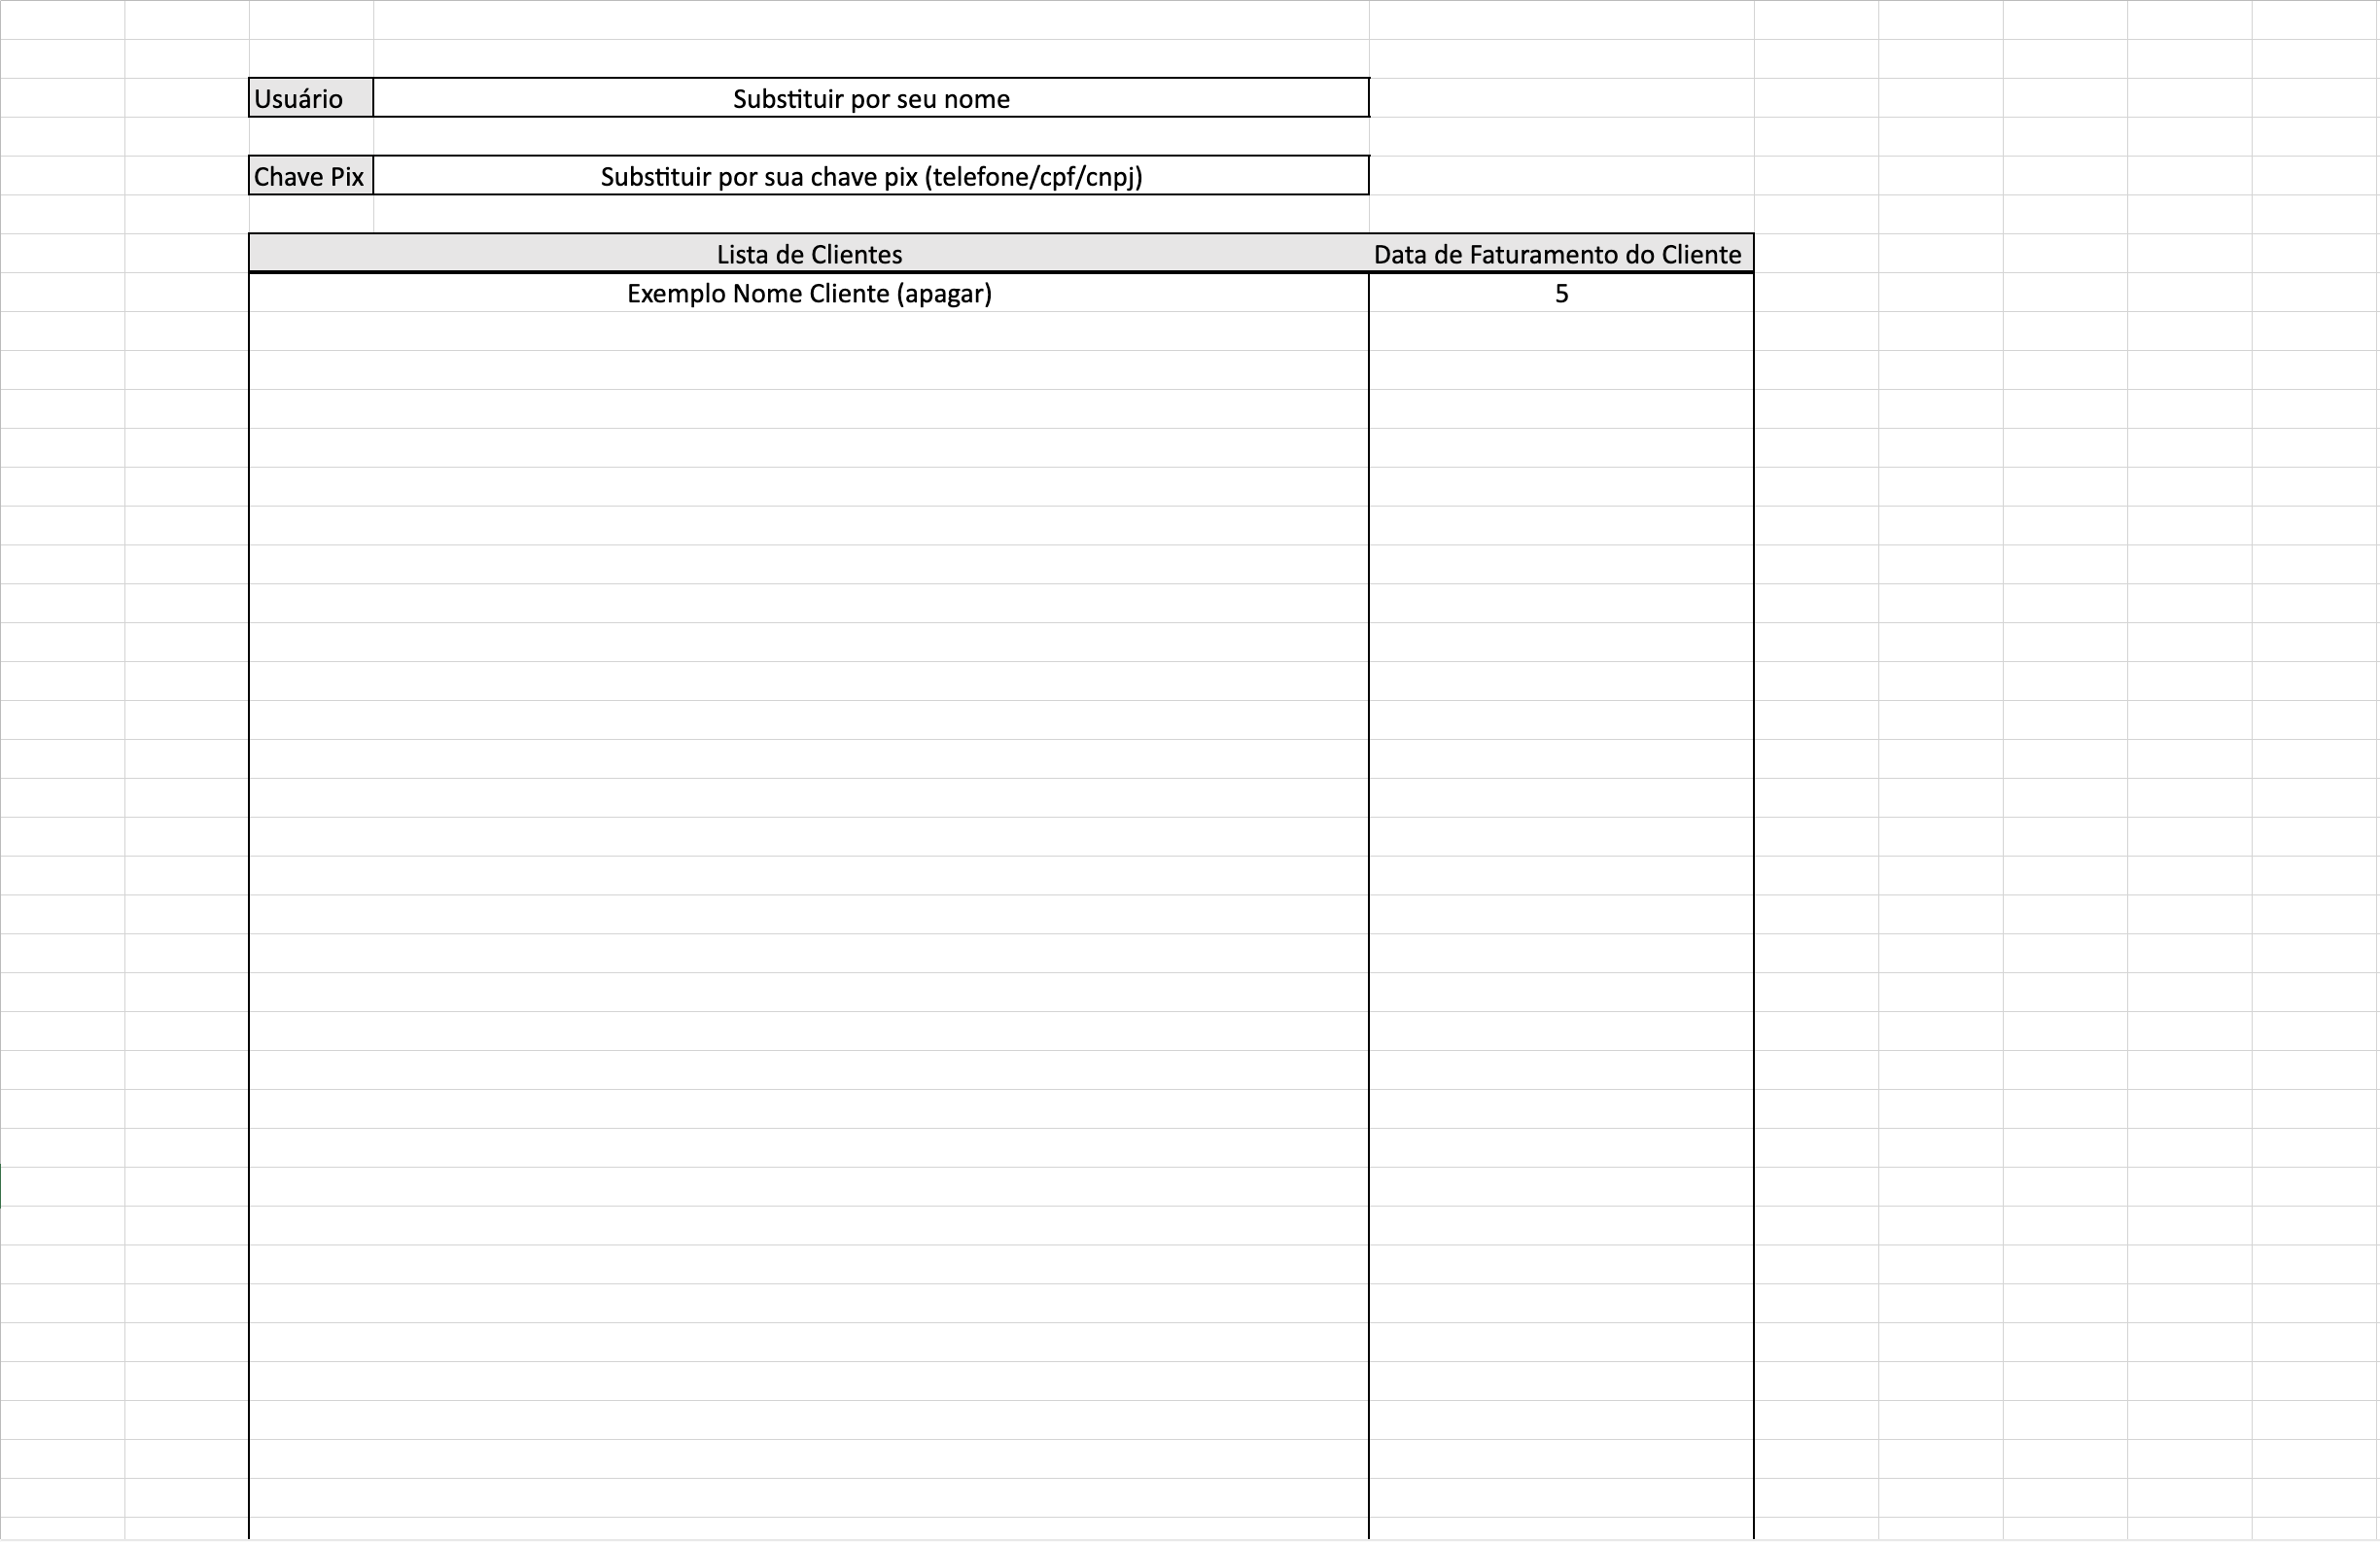 Usuário Substituir por seu nome
Chave Pix Substituir por sua chave pix (telefone/cpf/cnpj)
Lista de Clientes Data de Faturamento do Cliente
Exemplo Nome Cliente (apagar) 5